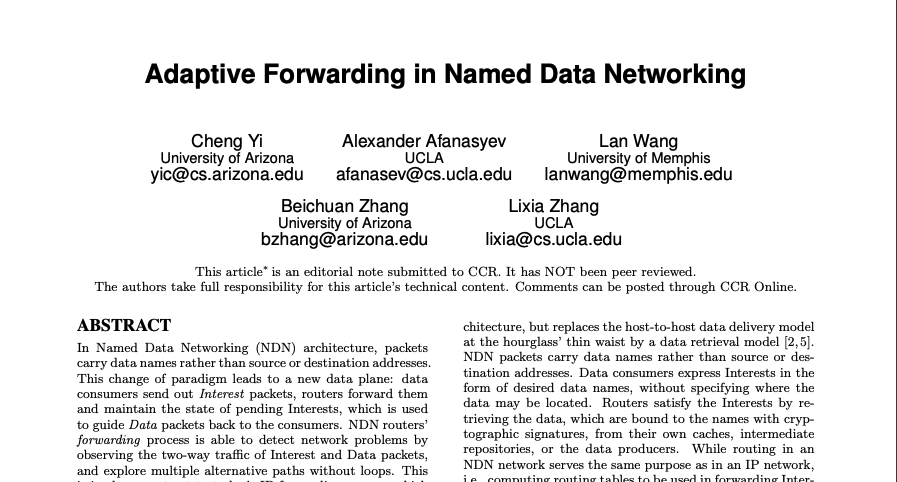 Adaptive Forwarding in Named Data Networking
Cheng Yi
University of Arizona
yic@cs.arizona.edu
Alexander Afanasyev
UCLA
afanasev@cs.ucla.edu
Lan Wang
University of Memphis
lanwang@memphis.edu
Beichuan Zhang
University of Arizona
bzhang@arizona.edu
Lixia Zhang
UCLA
lixia@cs.ucla.edu
This article* is an editorial note submitted to CCR. It has NOT been peer reviewed.
The authors take full responsibility for this article's technical content. Comments can be posted through CCR Online.
ABSTRACT
In Named Data Networking (NDN) architecture, packets
carry data names rather than source or destination addresses.
This change of paradigm leads to a new data plane: data
consumers send out Interest packets, routers forward them
and maintain the state of pending Interests, which is used
to guide Data packets back to the consumers. NDN routers'
forwarding process is able to detect network problems by
observing the two-way traffic of Interest and Data packets,
and explore multiple alternative paths without loops. This
chitecture, but replaces the host-to-host data delivery model
at the hourglass' thin waist by a data retrieval model [2,5].
NDN packets carry data names rather than source or des-
tination addresses. Data consumers express Interests in the
form of desired data names, without specifying where the
data may be located. Routers satisfy the Interests by re-
trieving the data, which are bound to the names with cryp-
tographic signatures, from their own caches, intermediate
repositories, or the data producers. While routing in an
NDN network serves the same purpose as in an IP network,
i.e., computing routing tables to be used in forwarding Inter-